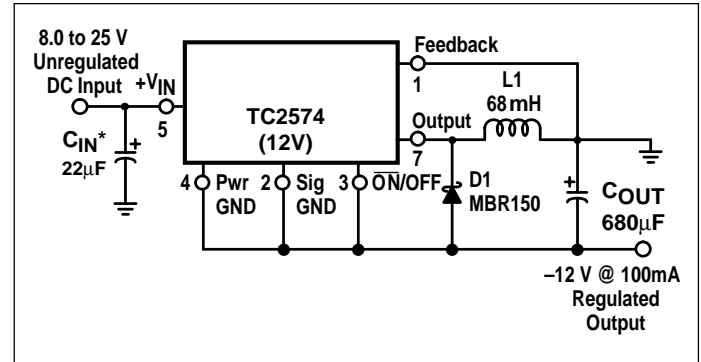 8.0 to 25 V
Unregulated
DC Input
+VIN
5
CIN*
22µF
TC2574
(12V)
Feedback
1
L1
68 mH
Output
7
4 Pwr
GND
2 Sig
GND
3 O̅N̅/OFF
D1
MBR150
COUT
680µF
–12 V @ 100mA
Regulated
Output
+
+